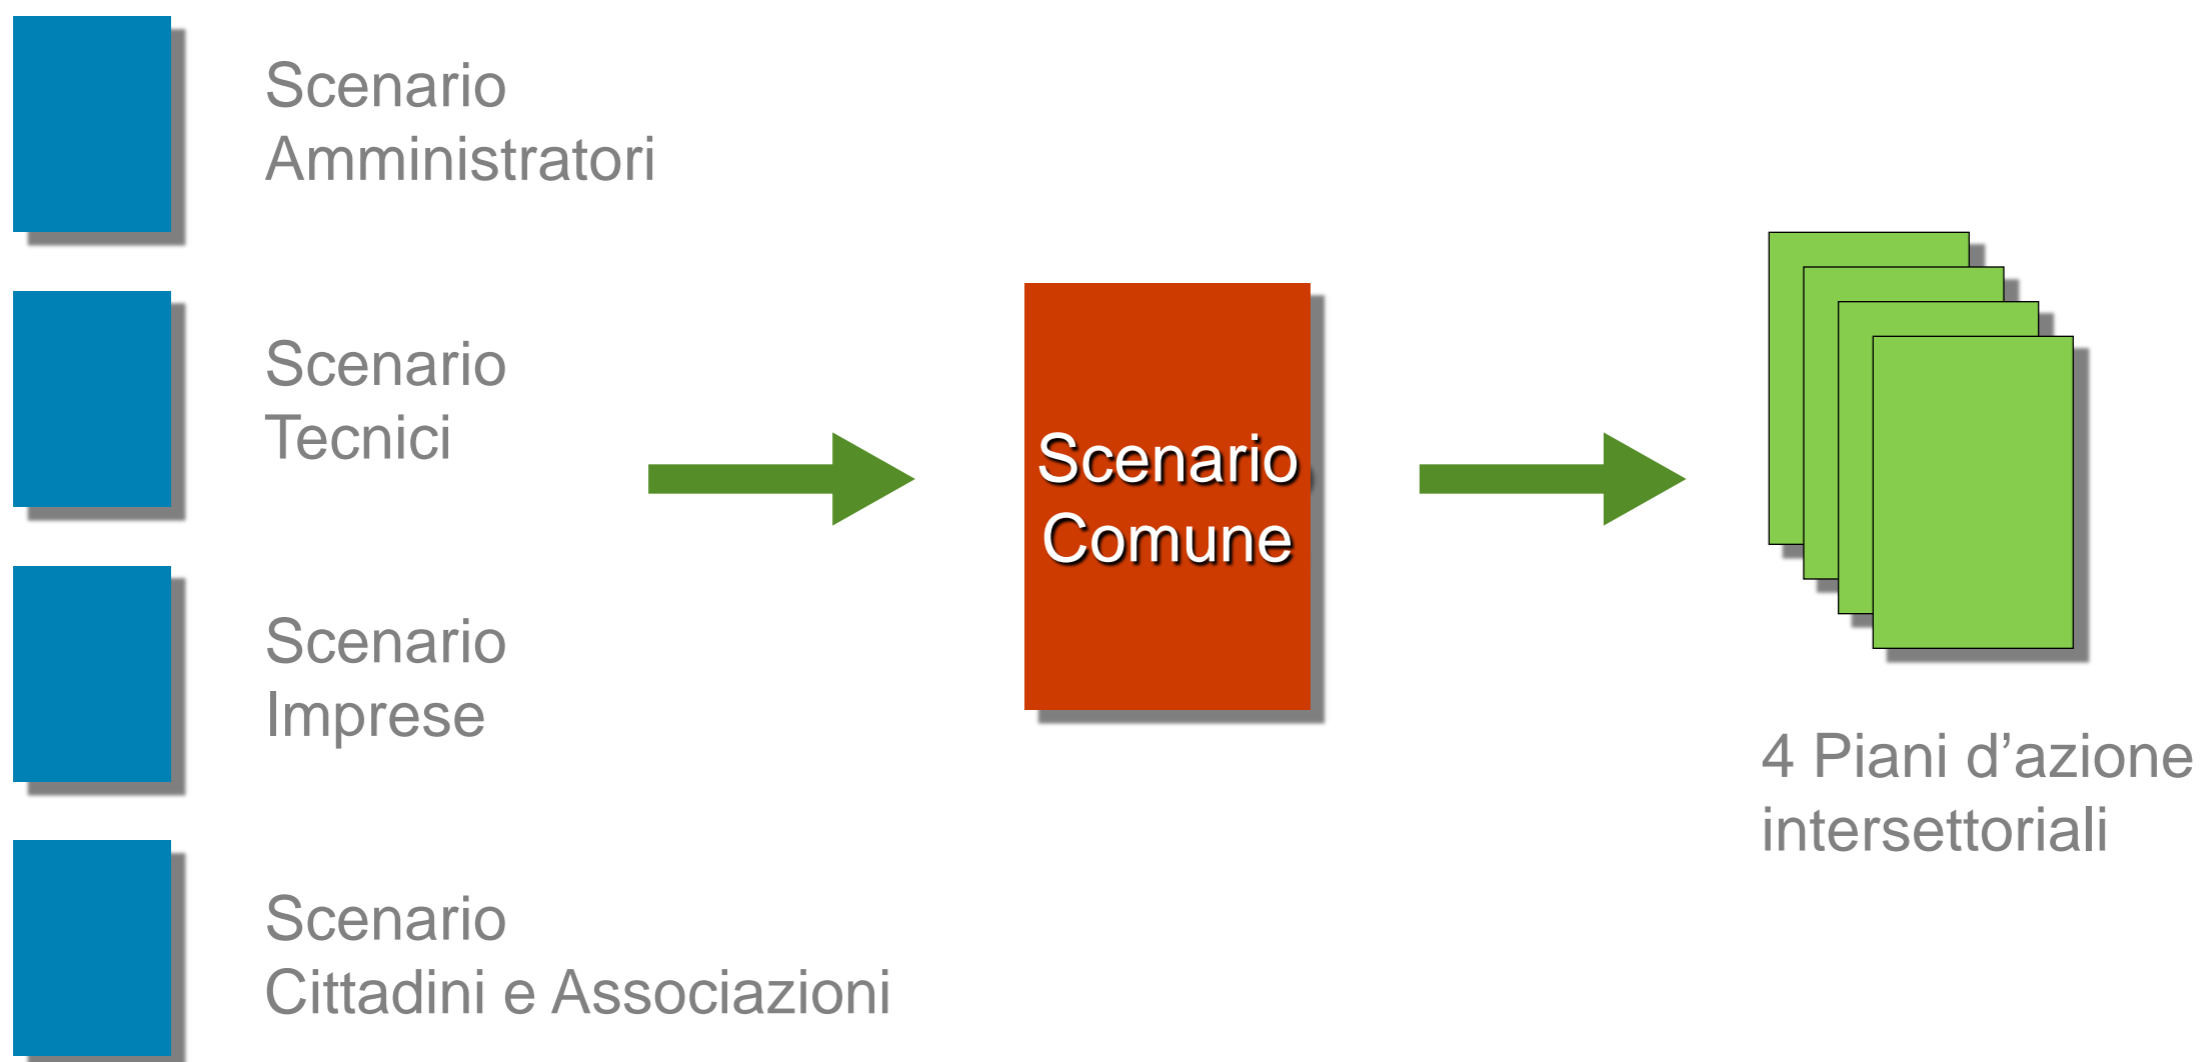 Scenario
Amministratori
Scenario
Tecnici
Scenario
Imprese
Scenario
Cittadini e Associazioni
Scenario
Comune
4 Piani d’azione
intersettoriali